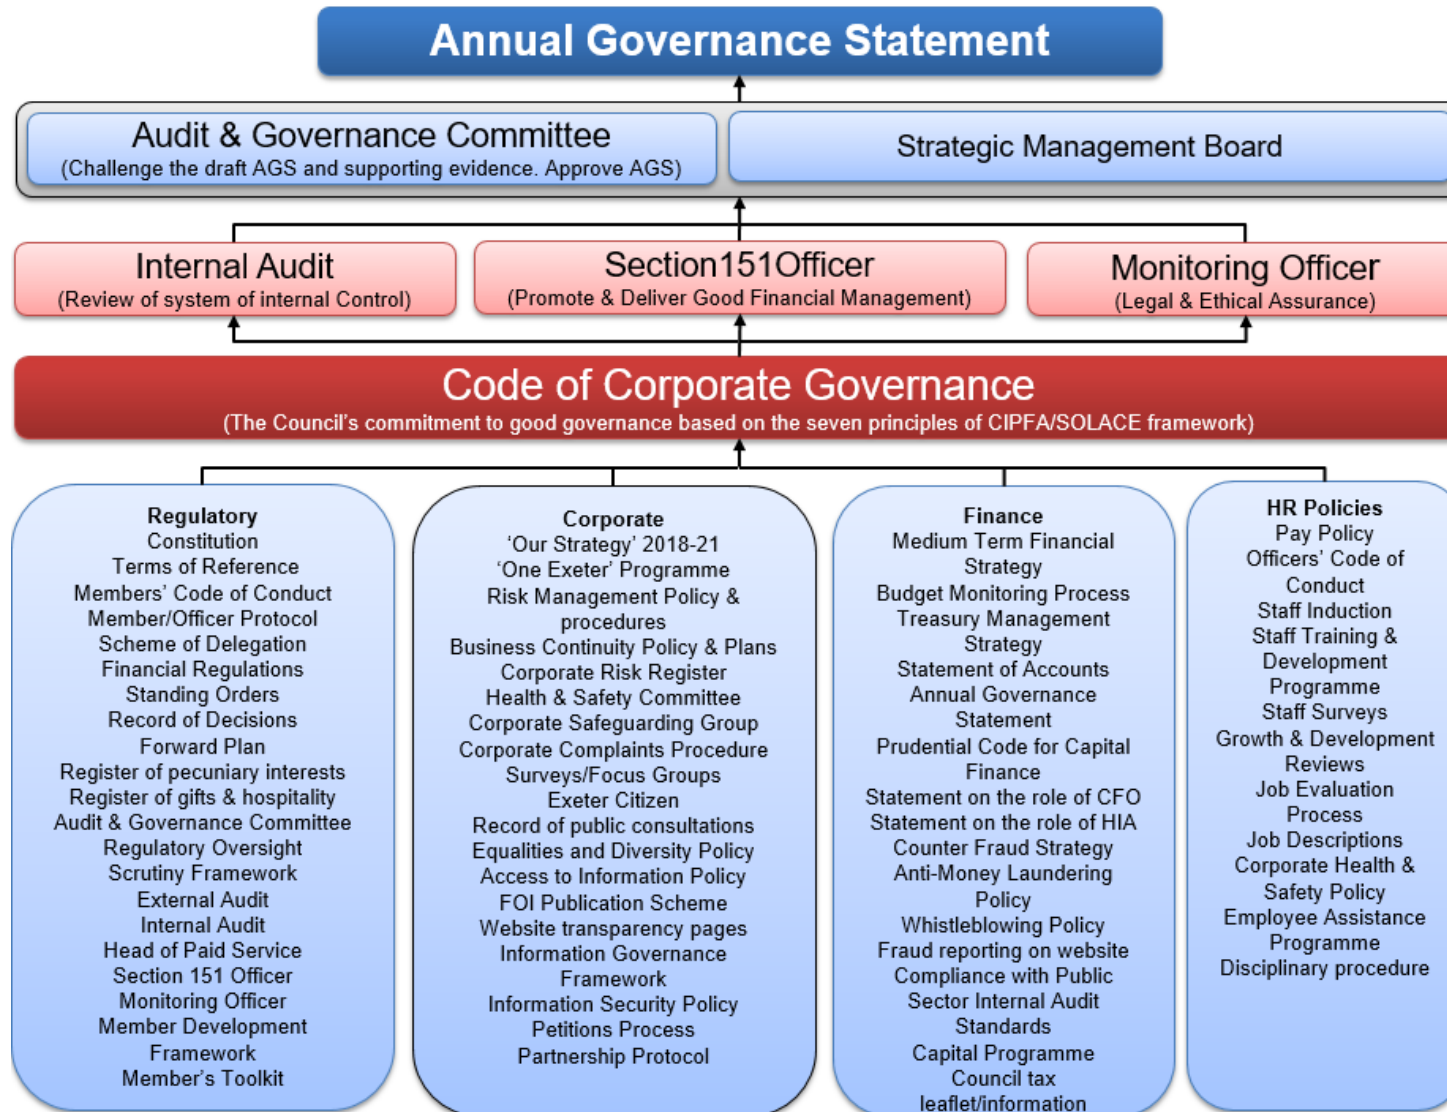 Annual Governance Statement
Audit & Governance Committee
(Challenge the draft AGS and supporting evidence. Approve AGS)
Strategic Management Board
Internal Audit
(Review of system of internal Control)
Section151Officer
(Promote & Deliver Good Financial Management)
Monitoring Officer
(Legal & Ethical Assurance)
Code of Corporate Governance
(The Council's commitment to good governance based on the seven principles of CIPFA/SOLACE framework)
Regulatory
Constitution
Terms of Reference
Members' Code of Conduct
Member/Officer Protocol
Scheme of Delegation
Financial Regulations
Standing Orders
Record of Decisions
Forward Plan
Register of pecuniary interests
Register of gifts & hospitality
Audit & Governance Committee
Regulatory Oversight
Scrutiny Framework
External Audit
Internal Audit
Head of Paid Service
Section 151 Officer
Monitoring Officer
Member Development
Framework
Member's Toolkit
Corporate
'Our Strategy' 2018-21
'One Exeter' Programme
Risk Management Policy &
procedures
Business Continuity Policy & Plans
Corporate Risk Register
Health & Safety Committee
Corporate Safeguarding Group
Corporate Complaints Procedure
Surveys/Focus Groups
Exeter Citizen
Record of public consultations
Equalities and Diversity Policy
Access to Information Policy
FOI Publication Scheme
Website transparency pages
Information Governance
Framework
Information Security Policy
Petitions Process
Partnership Protocol
Finance
Medium Term Financial
Strategy
Budget Monitoring Process
Treasury Management
Strategy
Statement of Accounts
Annual Governance
Statement
Prudential Code for Capital
Finance
Statement on the role of CFO
Statement on the role of HIA
Counter Fraud Strategy
Anti-Money Laundering
Policy
Whistleblowing Policy
Fraud reporting on website
Compliance with Public
Sector Internal Audit
Standards
Capital Programme
Council tax
leaflet/information
HR Policies
Pay Policy
Officers' Code of
Conduct
Staff Induction
Staff Training &
Development
Programme
Staff Surveys
Growth & Development
Reviews
Job Evaluation
Process
Job Descriptions
Corporate Health &
Safety Policy
Employee Assistance
Programme
Disciplinary procedure